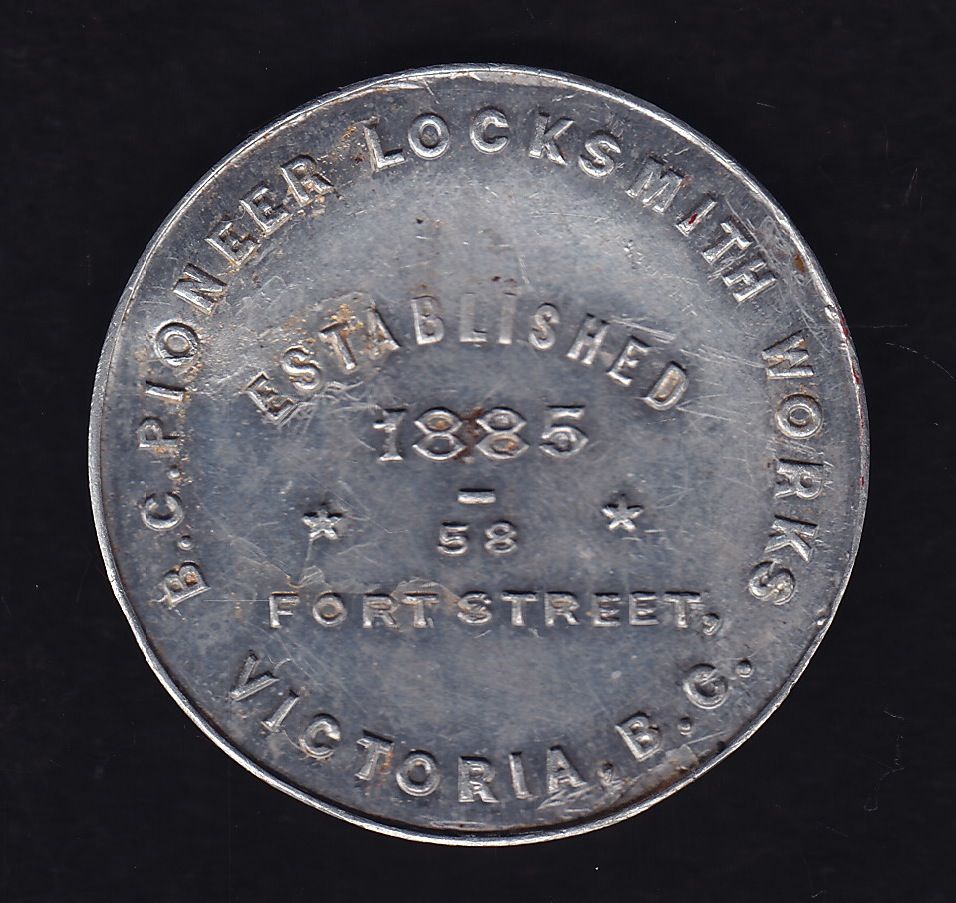 B.C. PIONEER LOCKSMITH WORKS
ESTABLISHED
1885
–
58
FORT STREET,
VICTORIA, B.C.